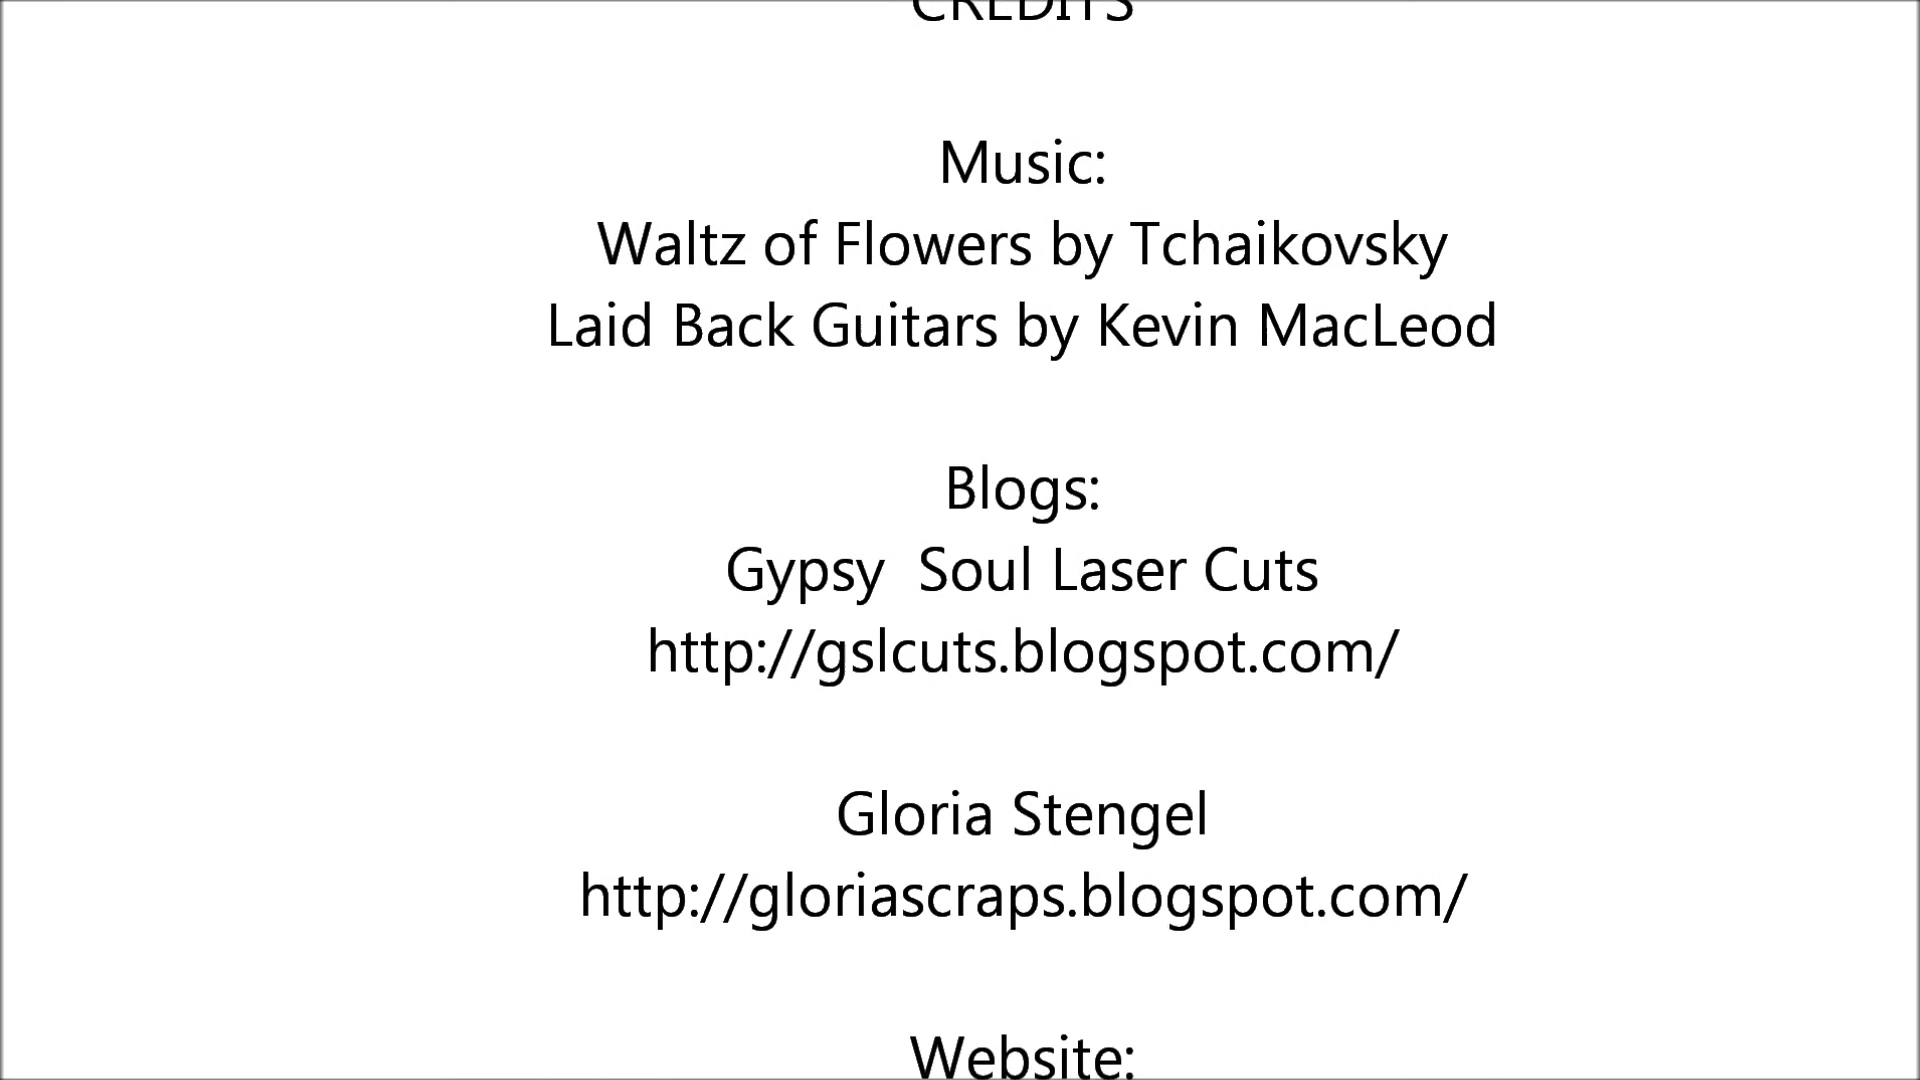 CREDITS
Music:
Waltz of Flowers by Tchaikovsky
Laid Back Guitars by Kevin MacLeod
Blogs:
Gypsy  Soul Laser Cuts
http://gslcuts.blogspot.com/
Gloria Stengel
http://gloriascraps.blogspot.com/
Website: